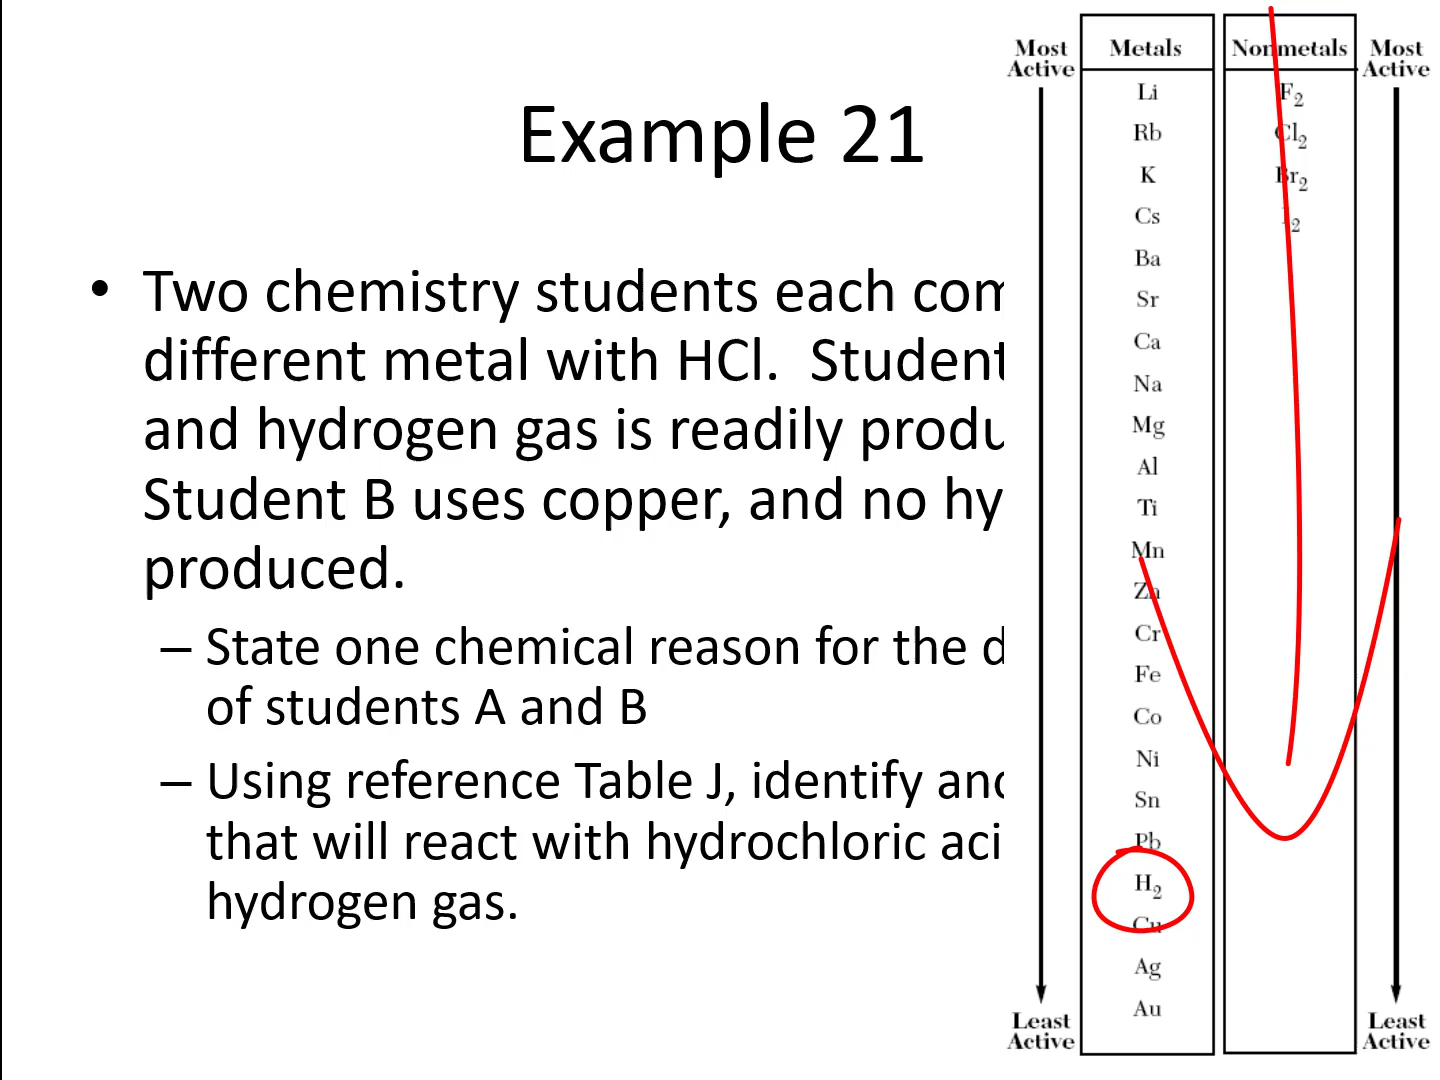 Example 21
• Two chemistry students each com
different metal with HCl. Student
and hydrogen gas is readily produ
Student B uses copper, and no hy
produced.
– State one chemical reason for the d
of students A and B
– Using reference Table J, identify ano
that will react with hydrochloric aci
hydrogen gas.
Most Active
Metals
Nonmetals
Most Active
Li
F2
Rb
Cl2
K
Br2
Cs
I2
Ba
Sr
Ca
Na
Mg
Al
Ti
Mn
Zn
Cr
Fe
Co
Ni
Sn
Pb
H2
Cu
Ag
Au
Least Active
Least Active